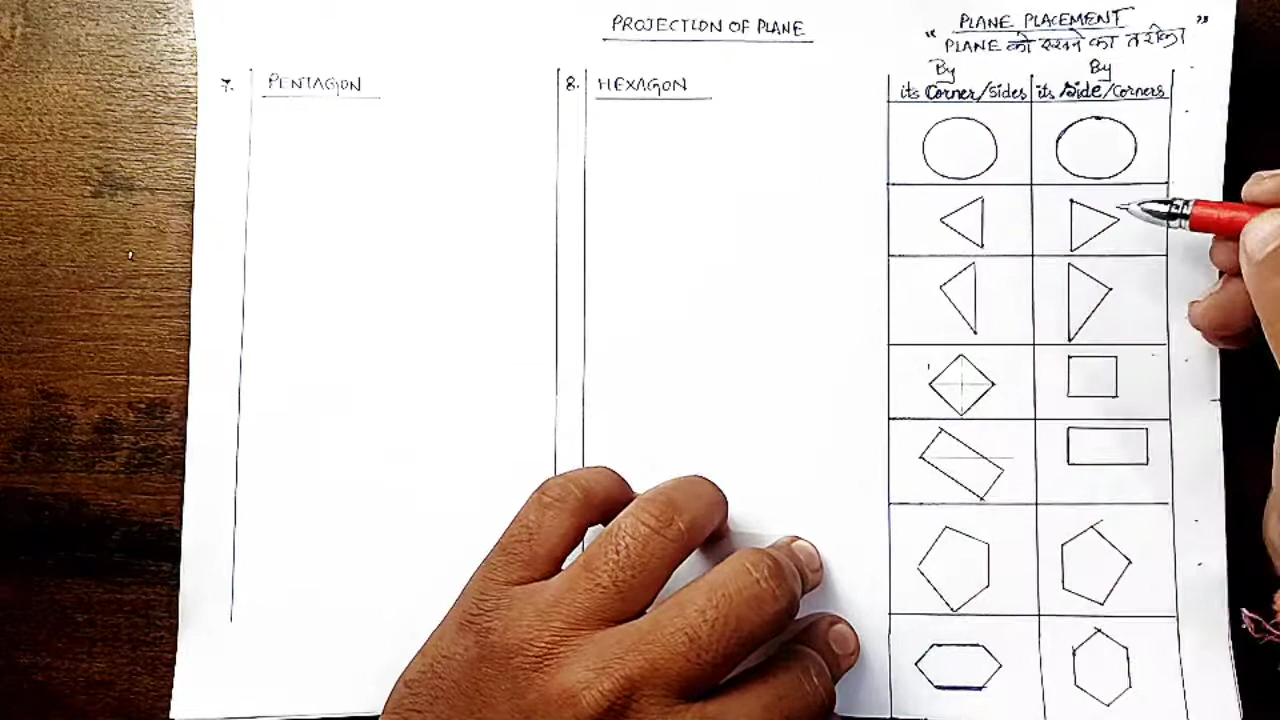 PROJECTION OF PLANE
PLANE PLACEMENT
" PLANE को रखने का तरीका "
7. PENTAGON
8. HEXAGON
By
its Corner/Sides
By
its Side/Corners